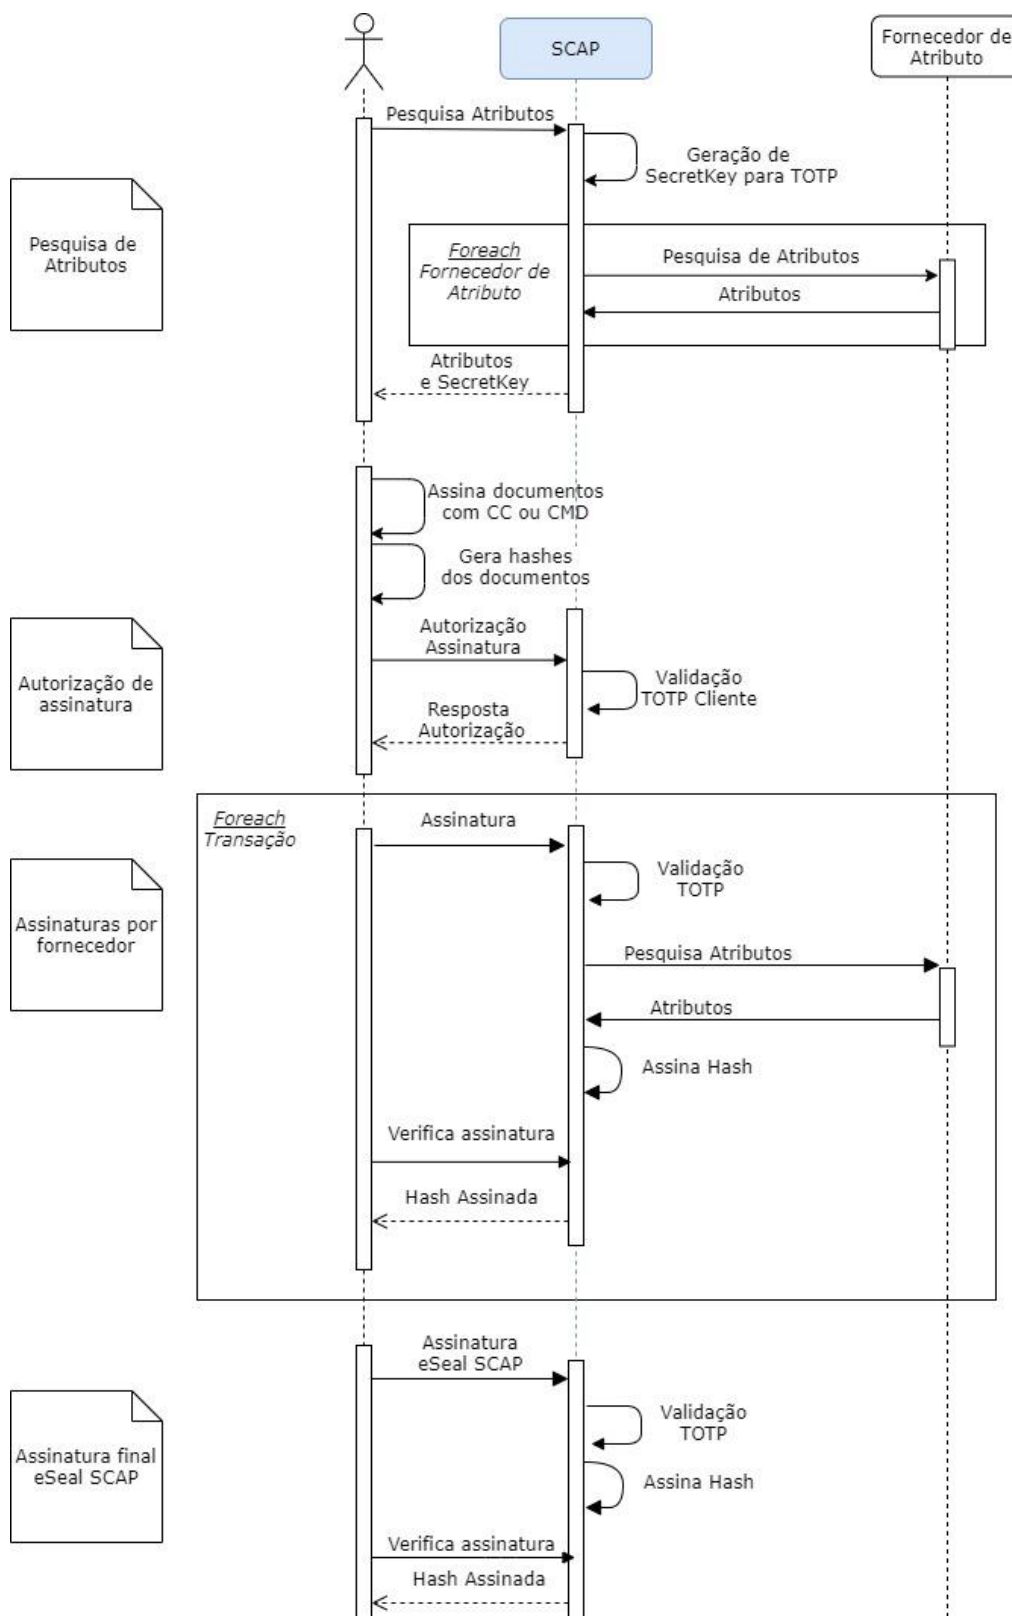 SCAP
Fornecedor de
Atributo
Pesquisa Atributos
Geração de
SecretKey para TOTP
Pesquisa de
Atributos
Foreach
Fornecedor de
Atributo
Pesquisa de Atributos
Atributos
Atributos
e SecretKey
Assina documentos
com CC ou CMD
Gera hashes
dos documentos
Autorização de
assinatura
Autorização
Assinatura
Validação
TOTP Cliente
Resposta
Autorização
Foreach
Transação
Assinatura
Validação
TOTP
Assinaturas por
fornecedor
Pesquisa Atributos
Atributos
Assina Hash
Verifica assinatura
Hash Assinada
Assinatura
eSeal SCAP
Validação
TOTP
Assinatura final
eSeal SCAP
Assina Hash
Verifica assinatura
Hash Assinada